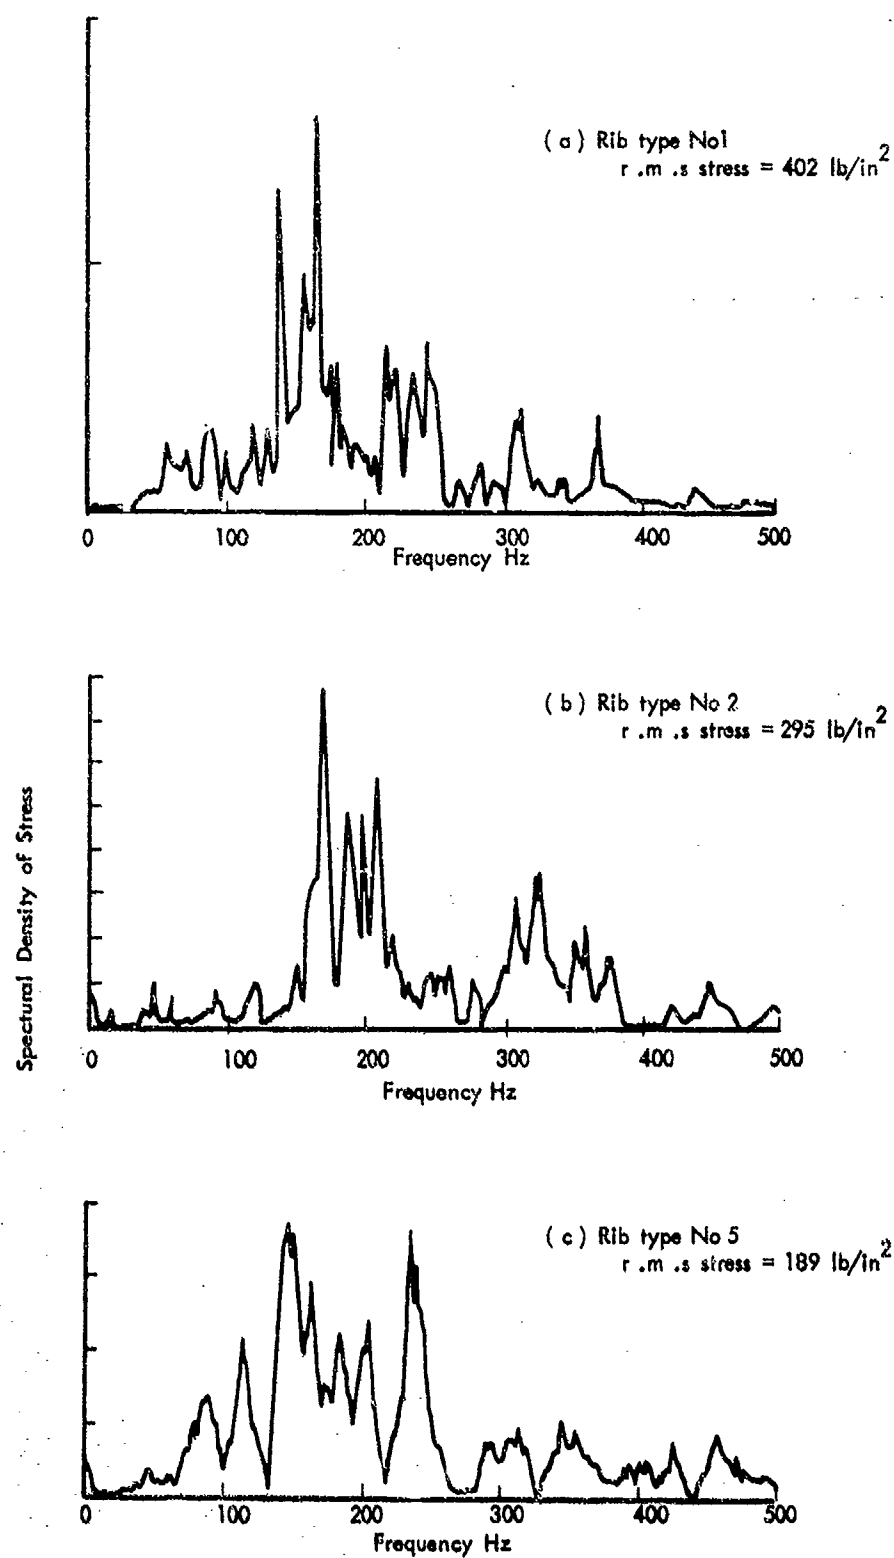 ( a ) Rib type No1
r .m .s stress = 402 lb/in2
0 100 200 300 400 500
Frequency Hz
( b ) Rib type No 2
r .m .s stress = 295 lb/in2
Spectural Density of Stress
0 100 200 300 400 500
Frequency Hz
( c ) Rib type No 5
r .m .s stress = 189 lb/in2
0 100 200 300 400 500
Frequency Hz